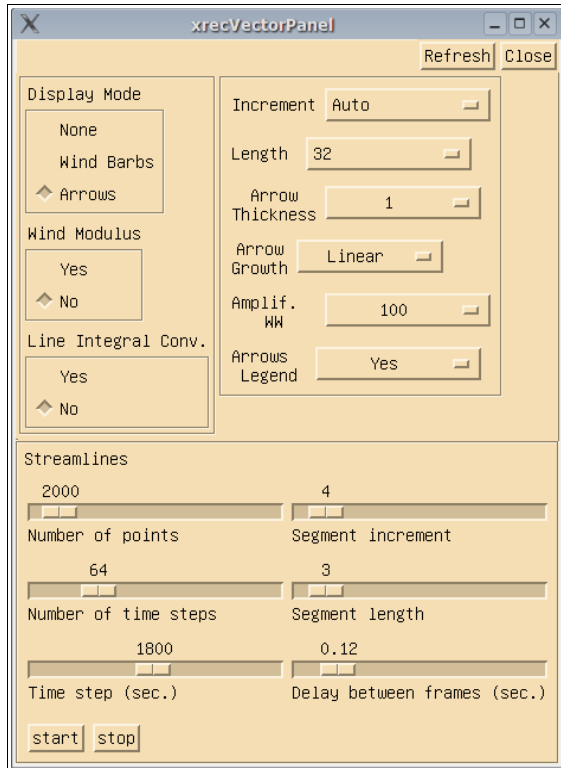 xrecVectorPanel
Refresh Close
Display Mode
None
Wind Barbs
Arrows
Wind Modulus
Yes
No
Line Integral Conv.
Yes
No
Increment Auto
Length 32
Arrow
Thickness 1
Arrow
Growth Linear
Amplif.
WW 100
Arrows
Legend Yes
Streamlines
2000
Number of points
4
Segment increment
64
Number of time steps
3
Segment length
1800
Time step (sec.)
0.12
Delay between frames (sec.)
start stop